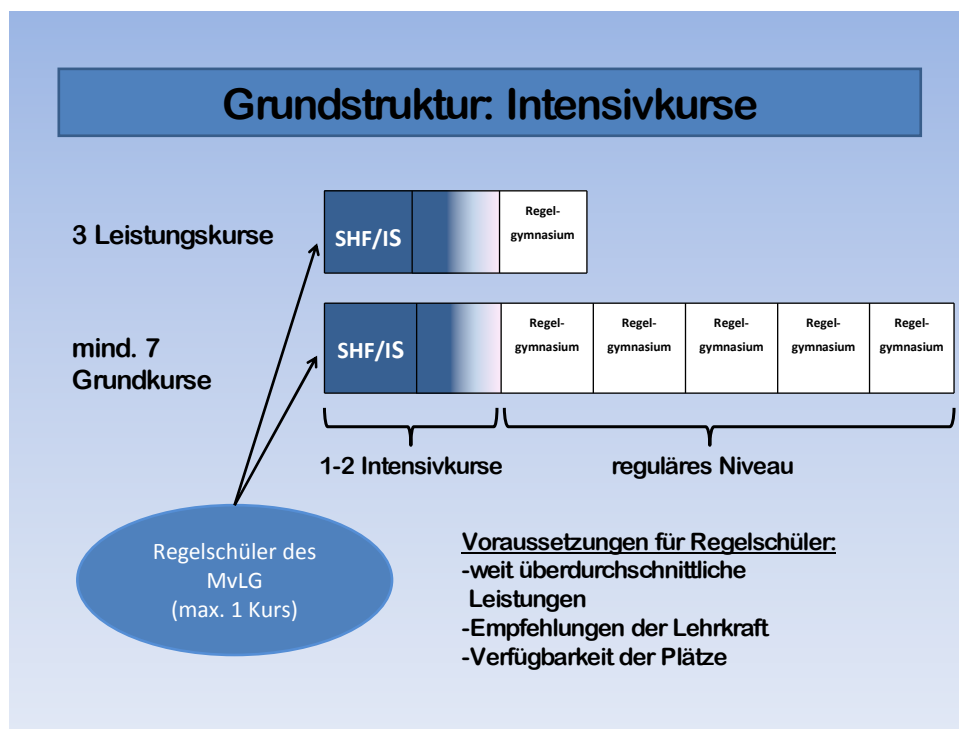 Grundstruktur: Intensivkurse
3 Leistungskurse
SHF/IS
Regel-
gymnasium
mind. 7
Grundkurse
SHF/IS
Regel-
gymnasium
Regel-
gymnasium
Regel-
gymnasium
Regel-
gymnasium
Regel-
gymnasium
1-2 Intensivkurse
reguläres Niveau
Regelschüler des
MvLG
(max. 1 Kurs)
Voraussetzungen für Regelschüler:
-weit überdurchschnittliche
Leistungen
-Empfehlungen der Lehrkraft
-Verfügbarkeit der Plätze